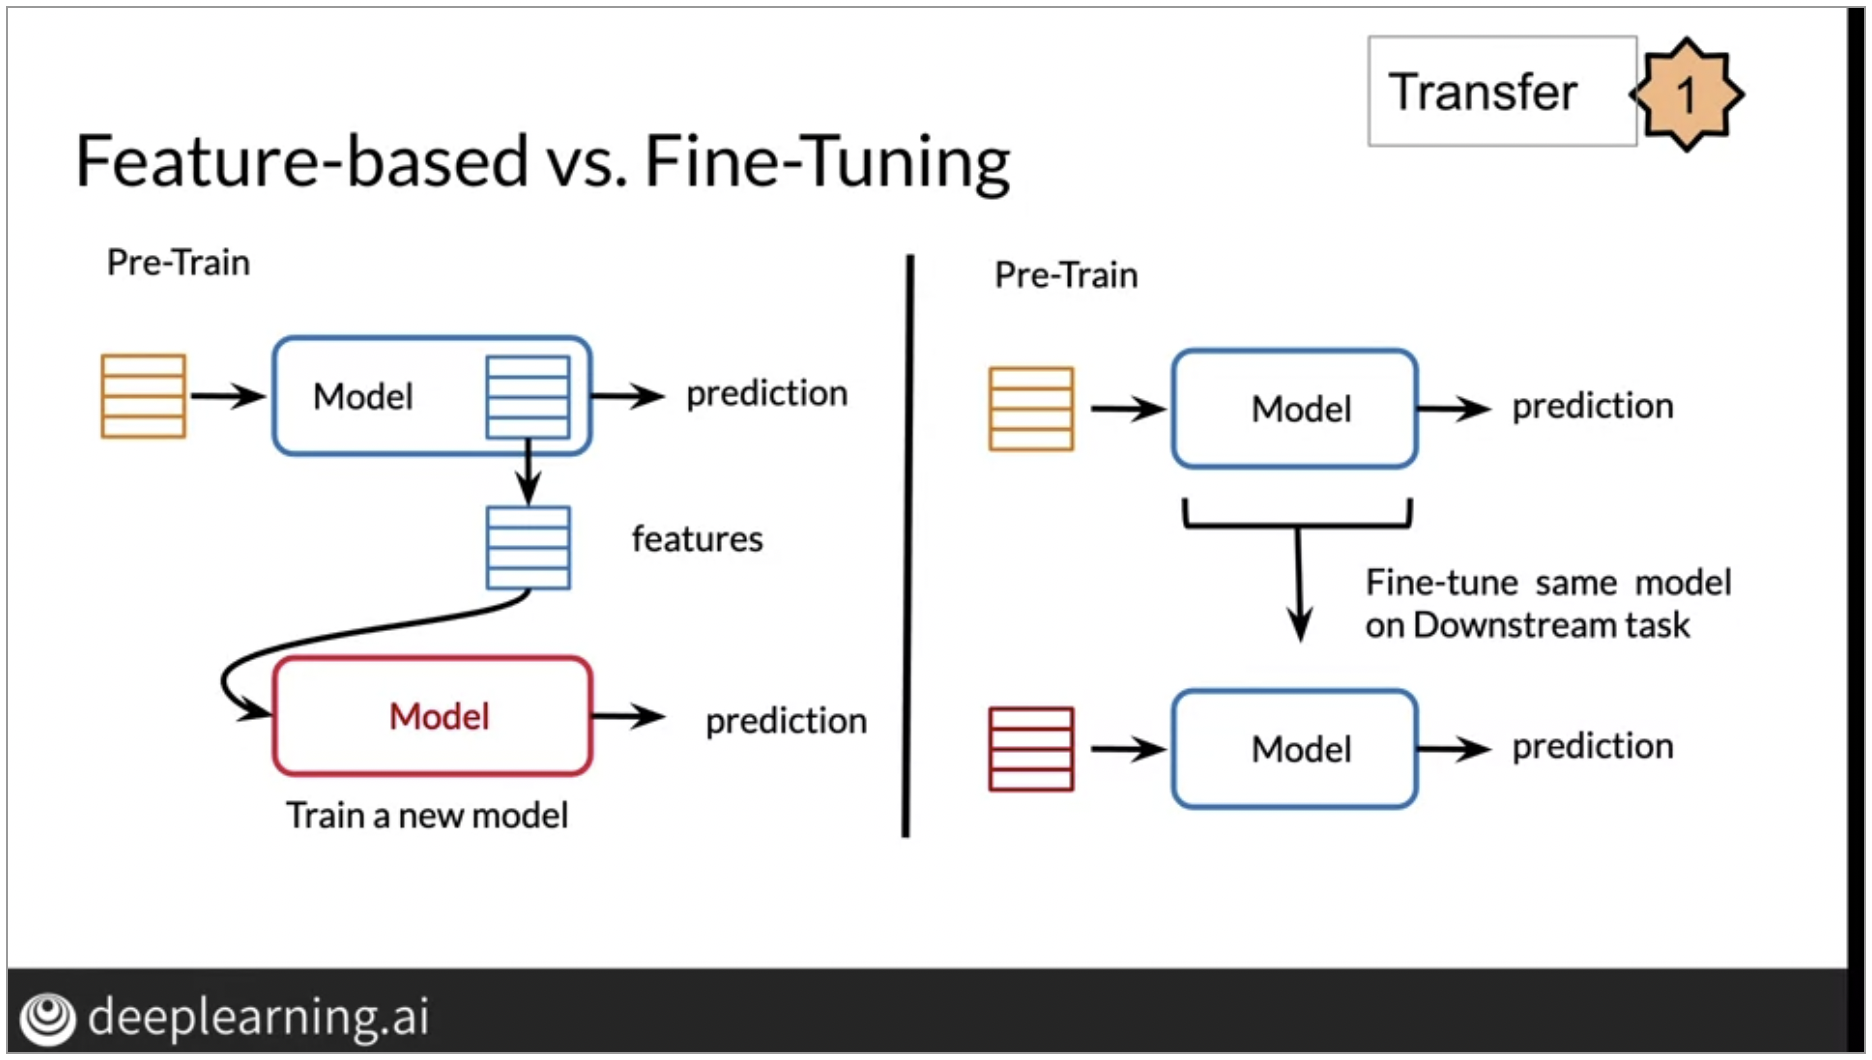 Transfer
1
Feature-based vs. Fine-Tuning
Pre-Train
Model
prediction
features
Model
prediction
Train a new model
Pre-Train
Model
prediction
Fine-tune same model
on Downstream task
Model
prediction
deeplearning.ai